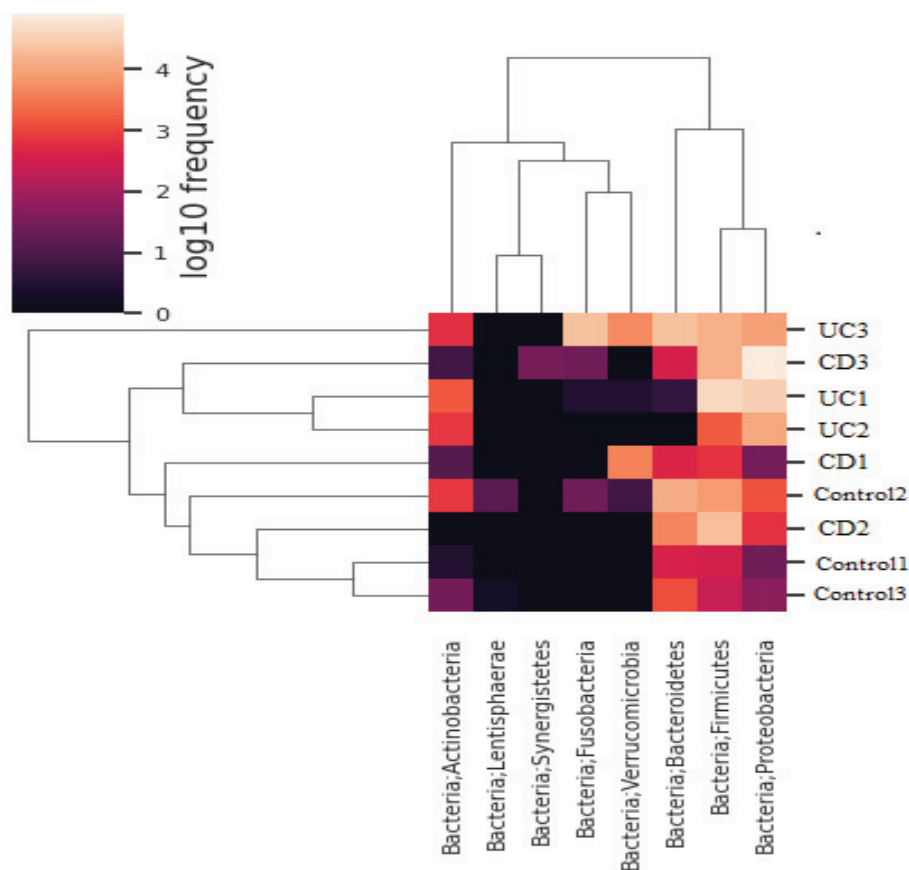 4
3
2
1
0
log10 frequency
UC3
CD3
UC1
UC2
CD1
Control2
CD2
Control1
Control3
Bacteria;Actinobacteria
Bacteria;Lentisphaerae
Bacteria;Synergistetes
Bacteria;Fusobacteria
Bacteria;Verrucomicrobia
Bacteria;Bacteroidetes
Bacteria;Firmicutes
Bacteria;Proteobacteria